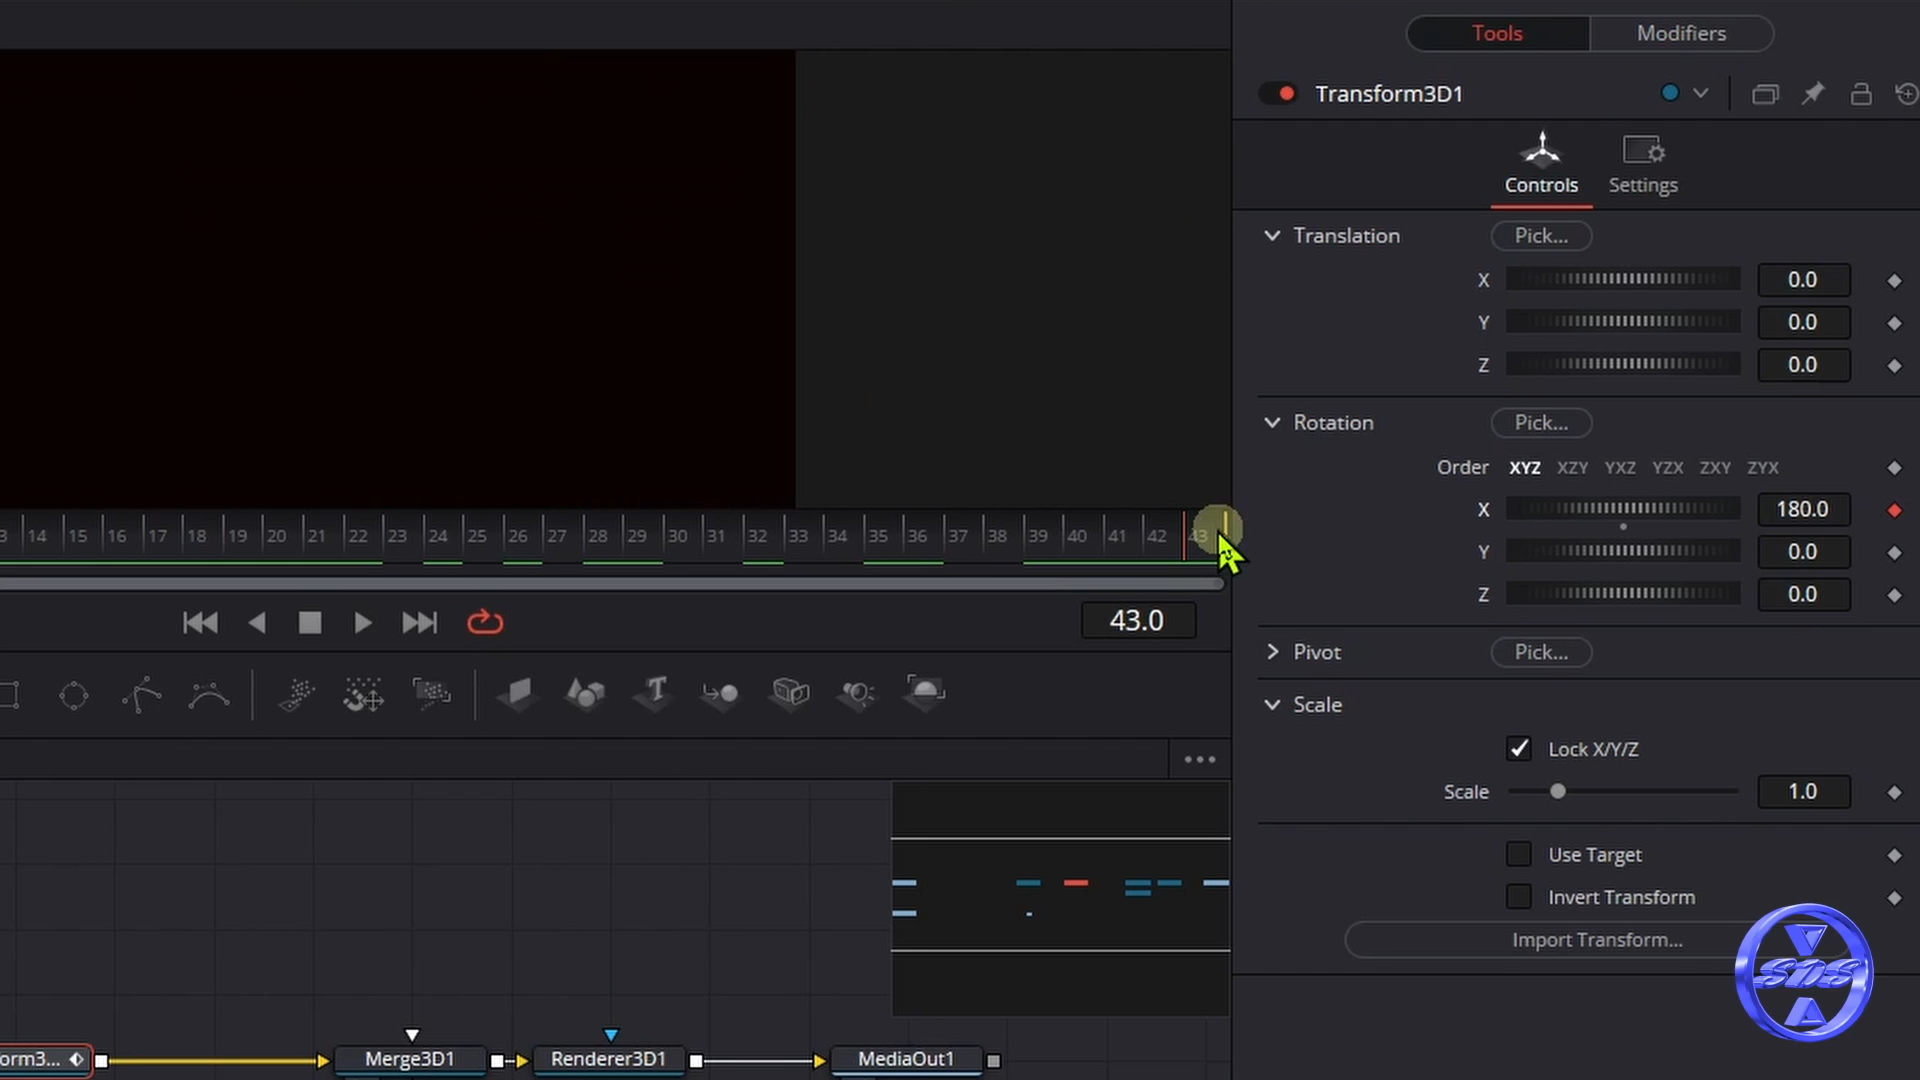 Tools Modifiers
Transform3D1
Controls Settings
Translation Pick...
X 0.0
Y 0.0
Z 0.0
Rotation Pick...
Order XYZ XZY YXZ YZX ZXY ZYX
X 180.0
Y 0.0
Z 0.0
Pivot Pick...
Scale
Lock X/Y/Z
Scale 1.0
Use Target
Invert Transform
Import Transform...
3 14 15 16 17 18 19 20 21 22 23 24 25 26 27 28 29 30 31 32 33 34 35 36 37 38 39 40 41 42 43
43.0
T
orm3... Merge3D1 Renderer3D1 MediaOut1
SDS